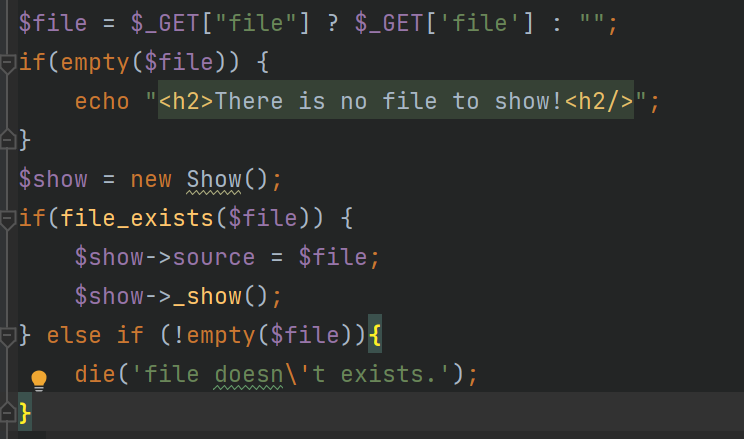 $file = $_GET["file"] ? $_GET['file'] : "";
if(empty($file)) {
    echo "<h2>There is no file to show!<h2/>";
}
$show = new Show();
if(file_exists($file)) {
    $show->source = $file;
    $show->_show();
} else if (!empty($file)){
    die('file doesn\'t exists.');
}